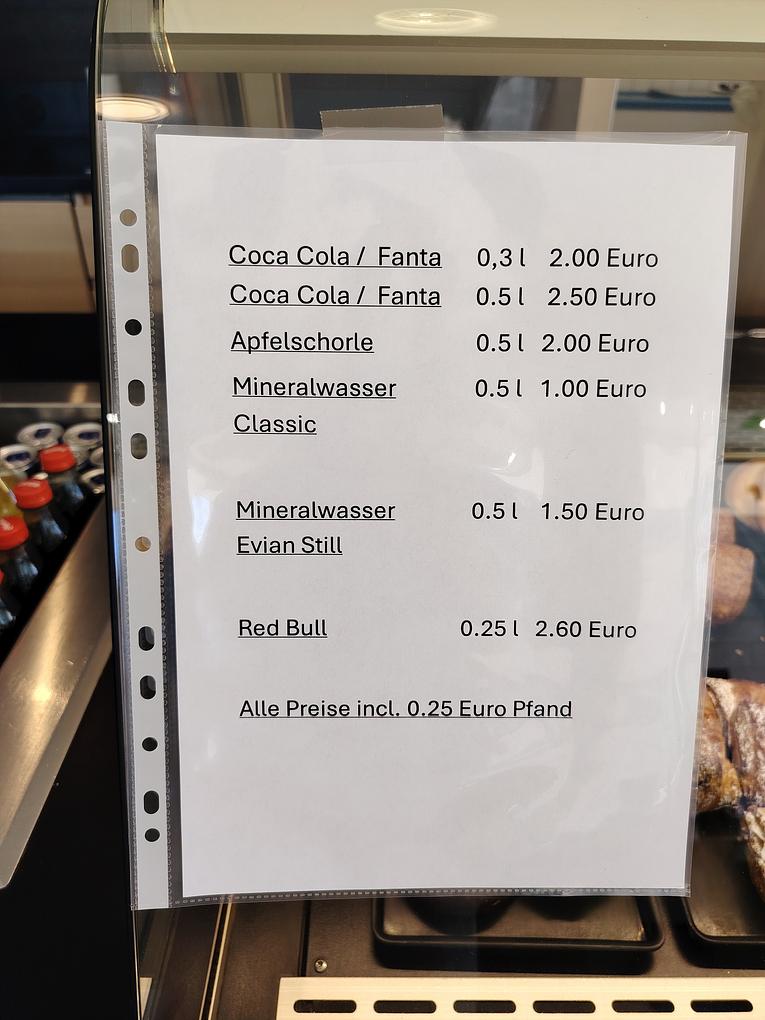 Coca Cola / Fanta 0,3 l 2.00 Euro
Coca Cola / Fanta 0.5 l 2.50 Euro
Apfelschorle 0.5 l 2.00 Euro
Mineralwasser 0.5 l 1.00 Euro
Classic
Mineralwasser 0.5 l 1.50 Euro
Evian Still
Red Bull 0.25 l 2.60 Euro
Alle Preise incl. 0.25 Euro Pfand